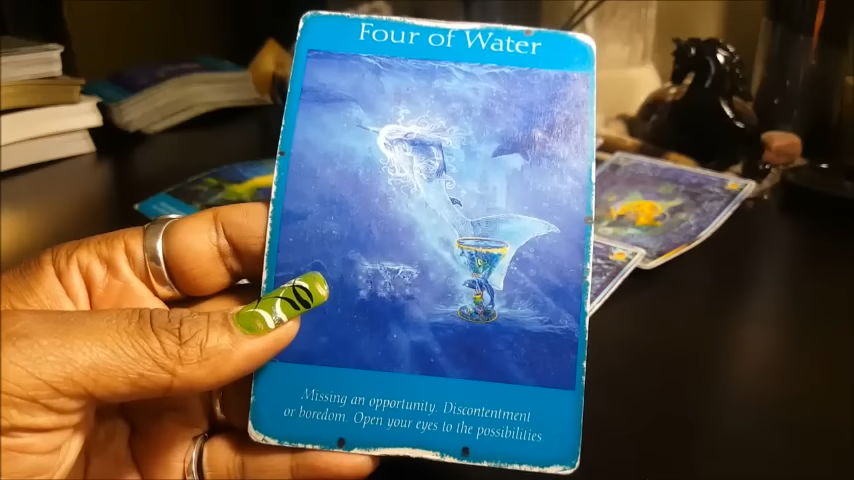 Four of Water
Missing an opportunity. Discontentment
or boredom. Open your eyes to the possibilities